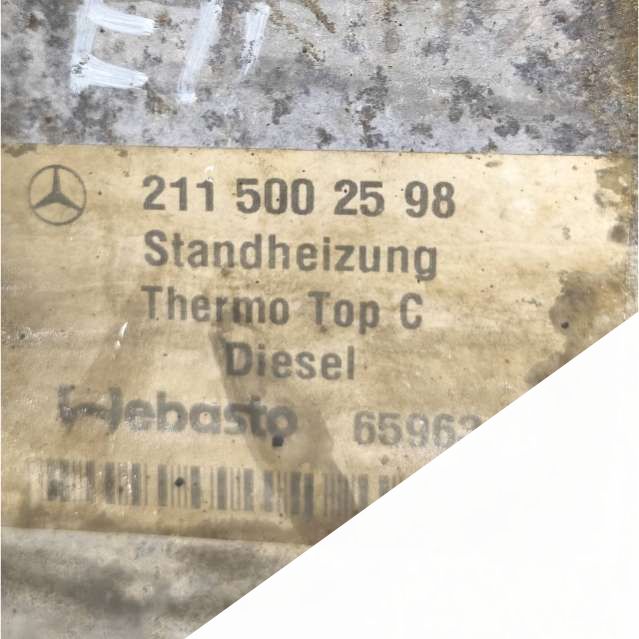 211 500 25 98
Standheizung
Thermo Top C
Diesel
Webasto